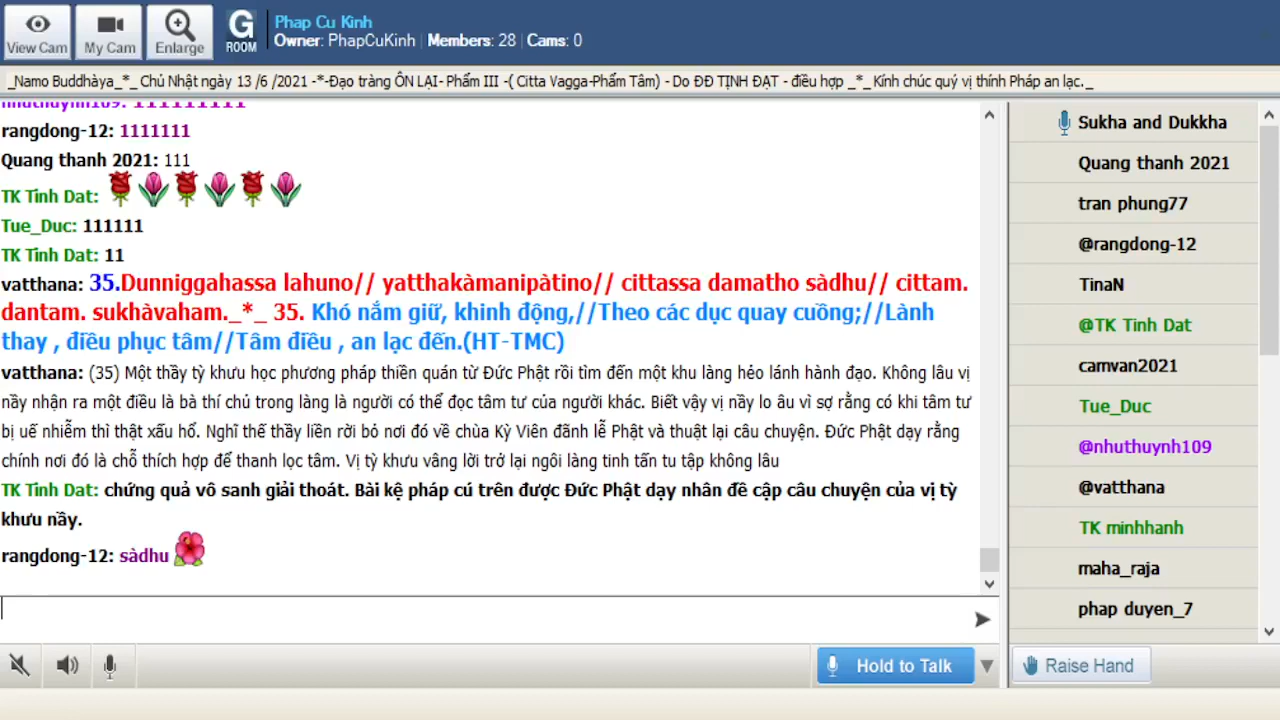 View Cam
My Cam
Enlarge
G
ROOM
Phap Cu Kinh
Owner: PhapCuKinh Members: 28 Cams: 0
_Namo Buddhàya_*_ Chủ Nhật ngày 13 /6 /2021 -*-Đạo tràng ÔN LẠI- Phẩm III -( Citta Vagga-Phẩm Tâm) - Do ĐĐ TỊNH ĐẠT - điều hợp _*_Kính chúc quý vị thính Pháp an lạc._
nhuthuynh109: 1111111111
rangdong-12: 1111111
Quang thanh 2021: 111
TK Tinh Dat:
Tue_Duc: 111111
TK Tinh Dat: 11
vatthana: 35.Dunniggahassa lahuno// yatthakàmanipàtino// cittassa damatho sàdhu// cittam.
dantam. sukhàvaham._*_ 35. Khó nắm giữ, khinh động,//Theo các dục quay cuồng;//Lành
thay , điều phục tâm//Tâm điều , an lạc đến.(HT-TMC)
vatthana: (35) Một thầy tỳ khưu học phương pháp thiền quán từ Đức Phật rồi tìm đến một khu làng hẻo lánh hành đạo. Không lâu vị
nầy nhận ra một điều là bà thí chủ trong làng là người có thể đọc tâm tư của người khác. Biết vậy vị nầy lo âu vì sợ rằng có khi tâm tư
bị uế nhiễm thì thật xấu hổ. Nghĩ thế thầy liền rời bỏ nơi đó về chùa Kỳ Viên đãnh lễ Phật và thuật lại câu chuyện. Đức Phật dạy rằng
chính nơi đó là chỗ thích hợp để thanh lọc tâm. Vị tỳ khưu vâng lời trở lại ngôi làng tinh tấn tu tập không lâu
TK Tinh Dat: chứng quả vô sanh giải thoát. Bài kệ pháp cú trên được Đức Phật dạy nhân đề cập câu chuyện của vị tỳ
khưu nầy.
rangdong-12: sàdhu
Sukha and Dukkha
Quang thanh 2021
tran phung77
@rangdong-12
TinaN
@TK Tinh Dat
camvan2021
Tue_Duc
@nhuthuynh109
@vatthana
TK minhhanh
maha_raja
phap duyen_7
Hold to Talk
Raise Hand